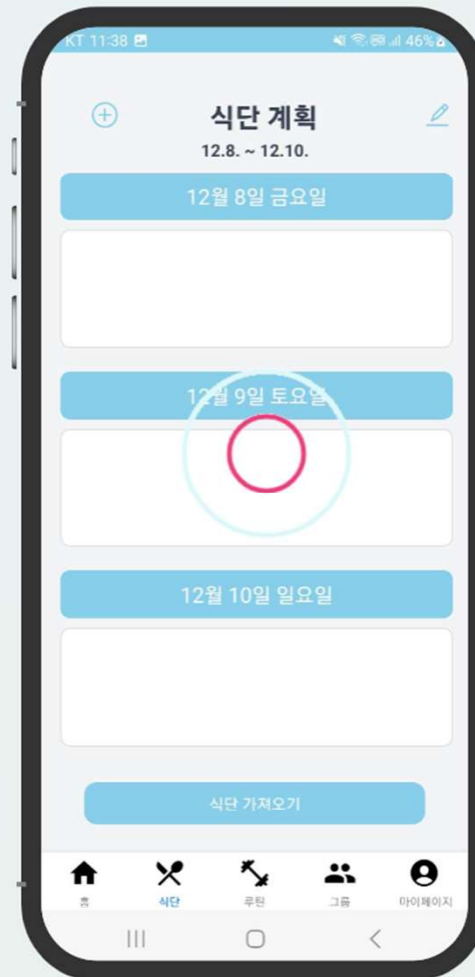 KT 11:38 46%
식단 계획
12.8. ~ 12.10.
12월 8일 금요일
12월 9일 토요일
12월 10일 일요일
식단 가져오기
홈 식단 루틴 그룹 마이페이지